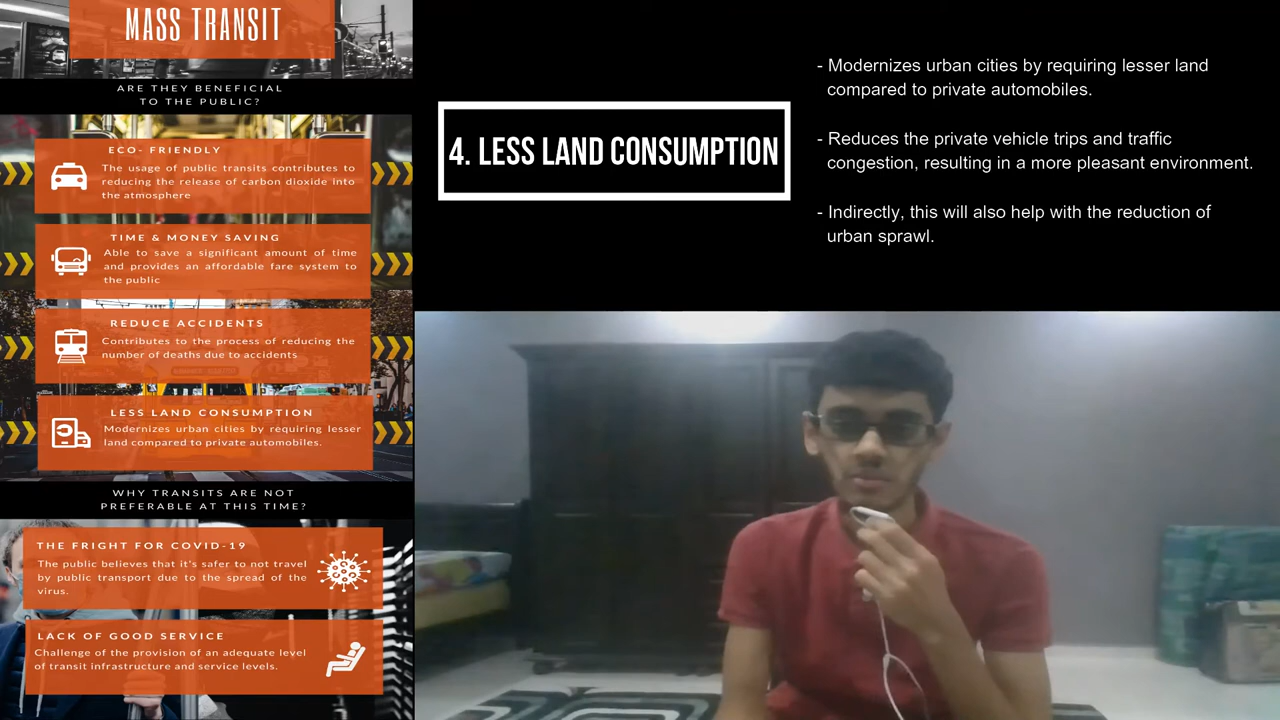 MASS TRANSIT
ARE THEY BENEFICIAL
TO THE PUBLIC?
ECO- FRIENDLY
The usage of public transits contributes to
reducing the release of carbon dioxide into
the atmosphere
TIME & MONEY SAVING
Able to save a significant amount of time
and provides an affordable fare system to
the public
REDUCE ACCIDENTS
Contributes to the process of reducing the
number of deaths due to accidents
LESS LAND CONSUMPTION
Modernizes urban cities by requiring lesser
land compared to private automobiles.
WHY TRANSITS ARE NOT
PREFERABLE AT THIS TIME?
THE FRIGHT FOR COVID-19
The public believes that it's safer to not travel
by public transport due to the spread of the
virus.
LACK OF GOOD SERVICE
Challenge of the provision of an adequate level
of transit infrastructure and service levels.
4. LESS LAND CONSUMPTION
- Modernizes urban cities by requiring lesser land
compared to private automobiles.
- Reduces the private vehicle trips and traffic
congestion, resulting in a more pleasant environment.
- Indirectly, this will also help with the reduction of
urban sprawl.